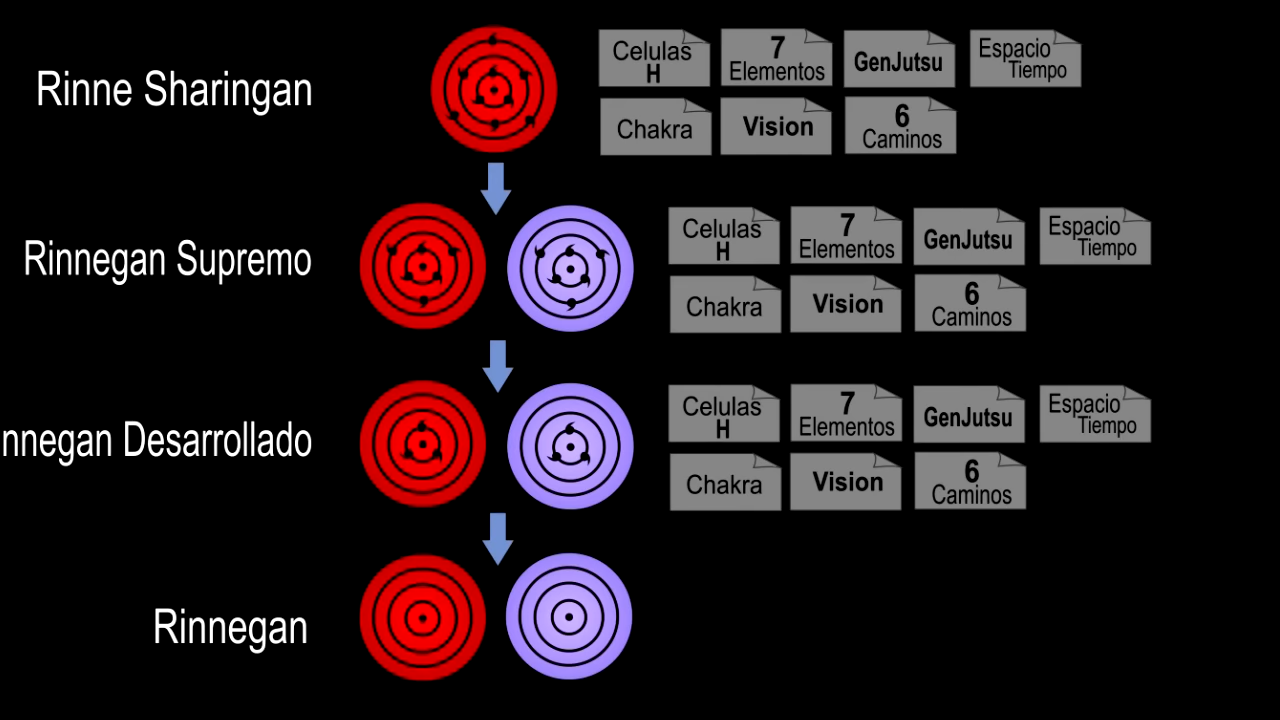 Rinne Sharingan
Celulas
H
7
Elementos
GenJutsu
Espacio
Tiempo
Chakra
Vision
6
Caminos
Rinnegan Supremo
Celulas
H
7
Elementos
GenJutsu
Espacio
Tiempo
Chakra
Vision
6
Caminos
nnegan Desarrollado
Celulas
H
7
Elementos
GenJutsu
Espacio
Tiempo
Chakra
Vision
6
Caminos
Rinnegan